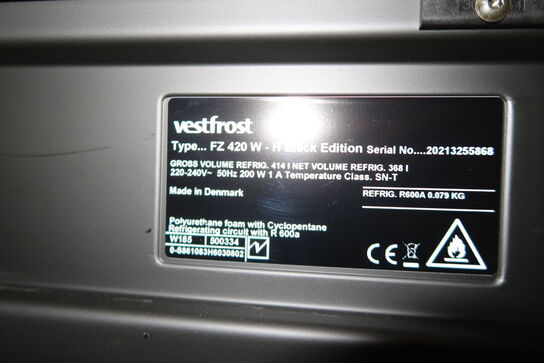 vestfrost
Type... FZ 420 W - H Black Edition Serial No....20213255868
GROSS VOLUME REFRIG. 414 l NET VOLUME REFRIG. 368 l
220-240V~ 50Hz 200 W 1 A Temperature Class. SN-T
Made in Denmark
REFRIG. R600A 0.079 KG
Polyurethane foam with Cyclopentane
Refrigerating circuit with R 600a
W185 500334
0-S861083H6030802
CE